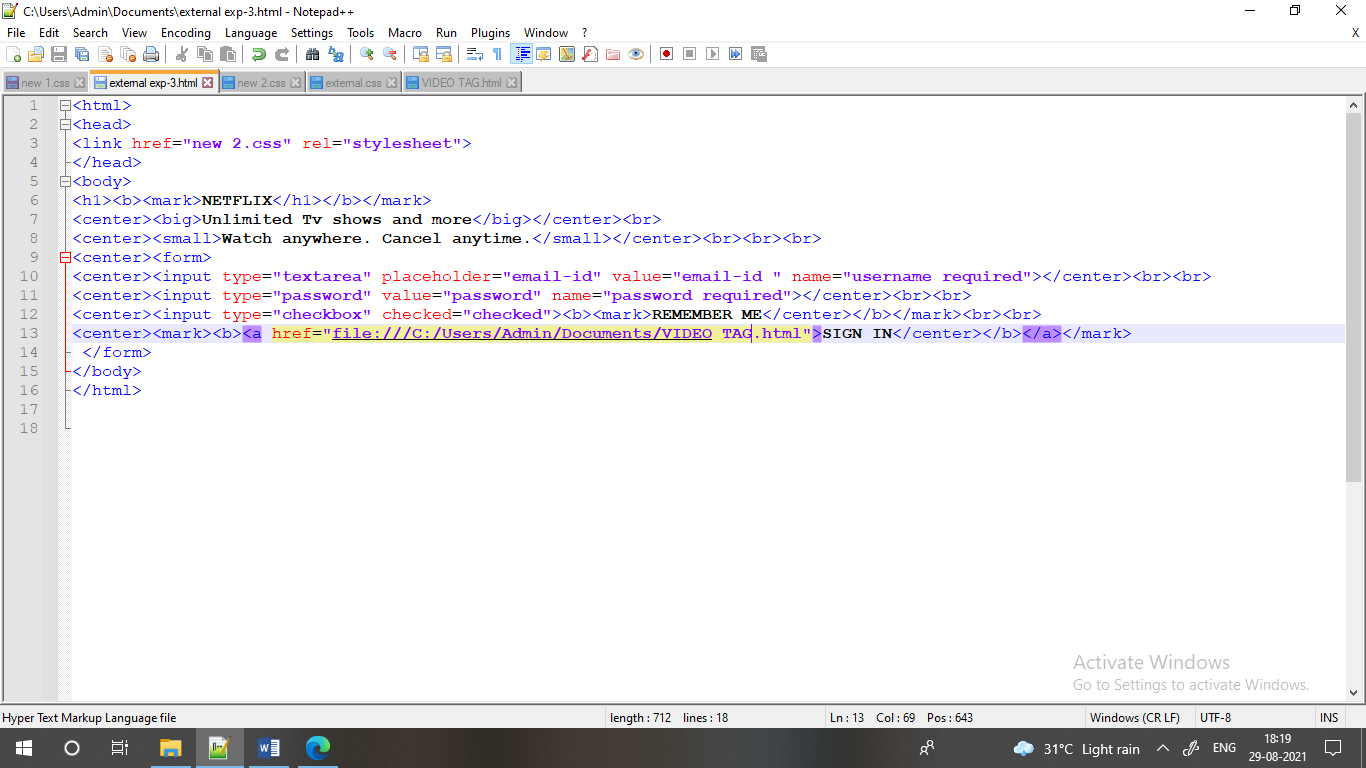 C:\Users\Admin\Documents\external exp-3.html - Notepad++
File Edit Search View Encoding Language Settings Tools Macro Run Plugins Window ? X
new 1.css external exp-3.html new 2.css external.css VIDEO TAG.html
1 <html>
2 <head>
3 <link href="new 2.css" rel="stylesheet">
4 </head>
5 <body>
6 <h1><b><mark>NETFLIX</h1></b></mark>
7 <center><big>Unlimited Tv shows and more</big></center><br>
8 <center><small>Watch anywhere. Cancel anytime.</small></center><br><br><br>
9 <center><form>
10 <center><input type="textarea" placeholder="email-id" value="email-id " name="username required"></center><br><br>
11 <center><input type="password" value="password" name="password required"></center><br><br>
12 <center><input type="checkbox" checked="checked"><b><mark>REMEMBER ME</center></b></mark><br><br>
13 <center><mark><b><a href="file:///C:/Users/Admin/Documents/VIDEO TAG.html">SIGN IN</center></b></a></mark>
14 </form>
15 </body>
16 </html>
17
18
Activate Windows
Go to Settings to activate Windows.
Hyper Text Markup Language file length : 712 lines : 18 Ln : 13 Col : 69 Pos : 643 Windows (CR LF) UTF-8 INS
31°C Light rain ENG 18:19
29-08-2021